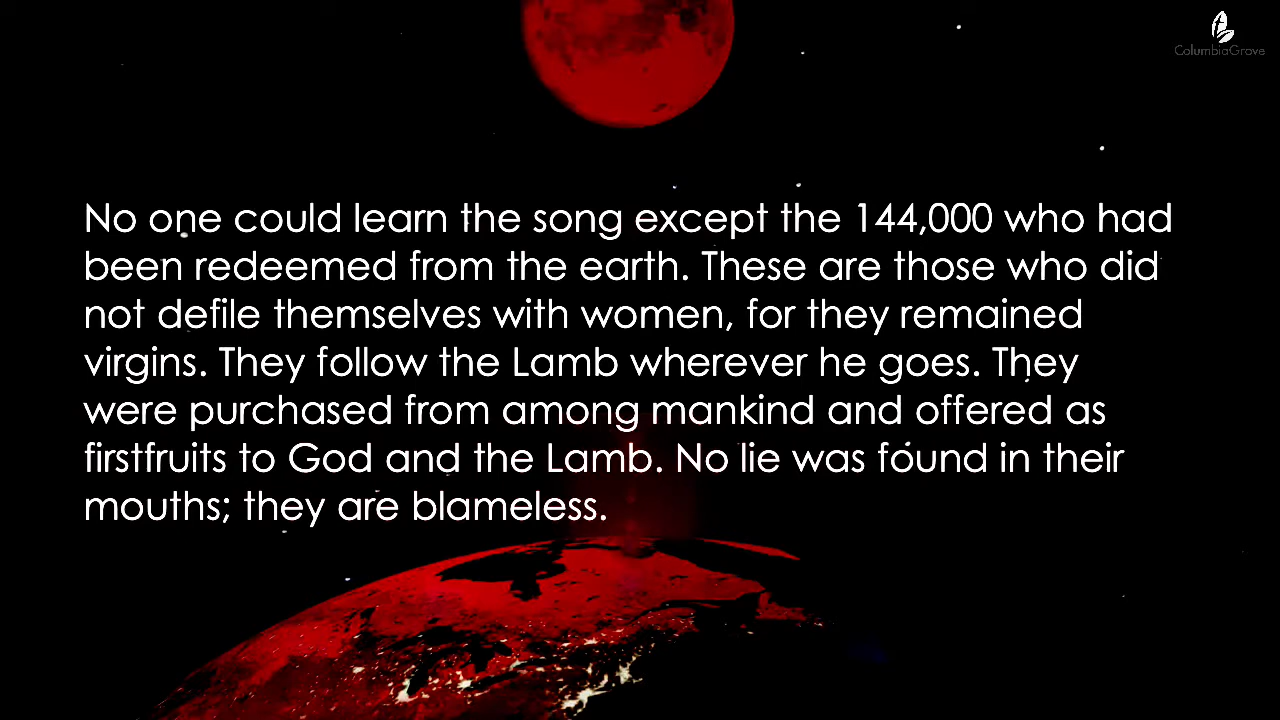 ColumbiaGrove
No one could learn the song except the 144,000 who had
been redeemed from the earth. These are those who did
not defile themselves with women, for they remained
virgins. They follow the Lamb wherever he goes. They
were purchased from among mankind and offered as
firstfruits to God and the Lamb. No lie was found in their
mouths; they are blameless.